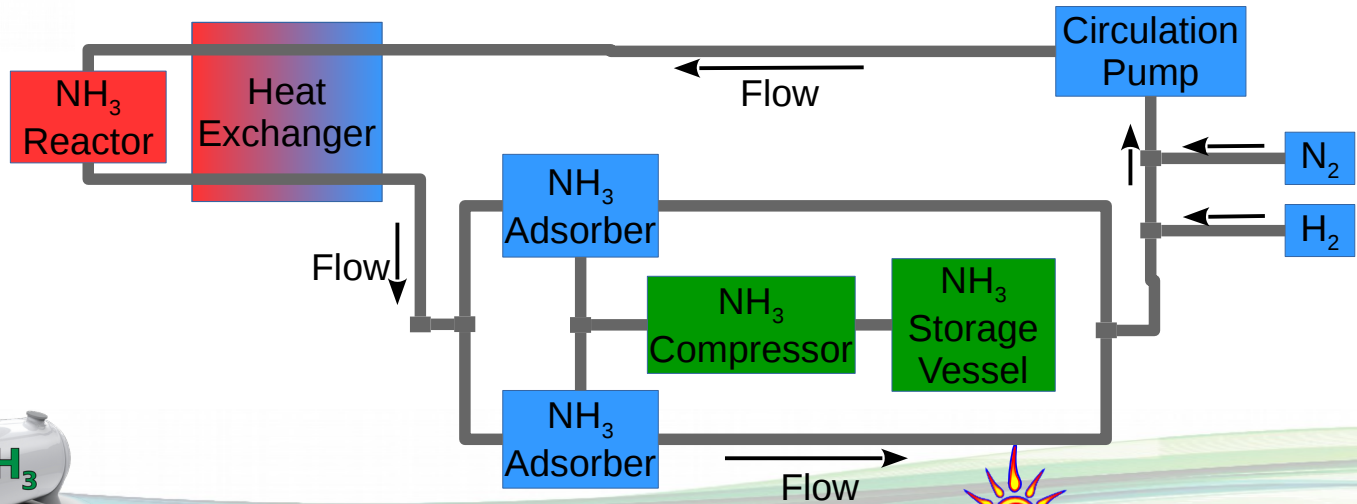 Circulation
Pump
NH₃
Reactor
Heat
Exchanger
Flow
N₂
H₂
NH₃
Adsorber
Flow
NH₃
Compressor
NH₃
Storage
Vessel
NH₃
Adsorber
Flow
H₃